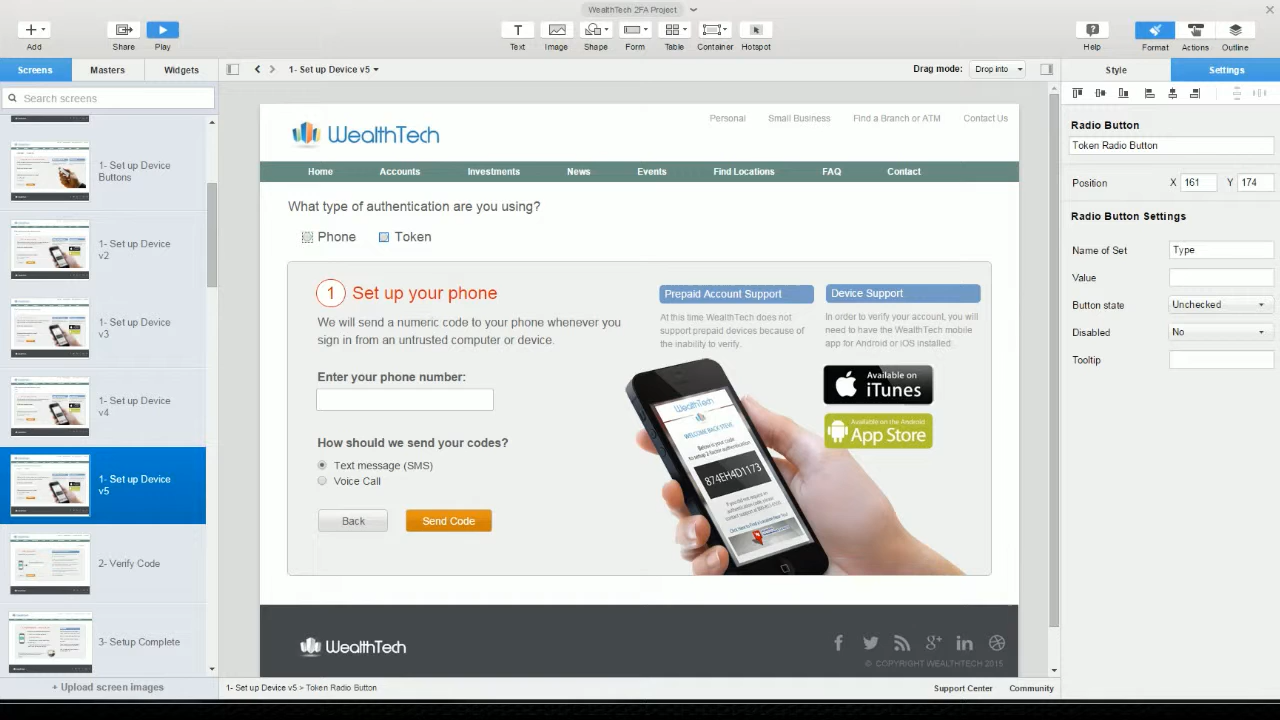 WealthTech 2FA Project
Add
Share
Play
Text
Image
Shape
Form
Table
Container
Hotspot
Help
Format
Actions
Outline
Screens
Masters
Widgets
1- Set up Device v5
Drag mode:
Drop into
Style
Settings
Search screens
1- Set up Device
Buttons
1- Set up Device
v2
1- Set up Device
v3
1- Set up Device
v4
1- Set up Device
v5
2- Verify Code
3- Setup Complete
+ Upload screen images
WealthTech
Personal
Small Business
Find a Branch or ATM
Contact Us
Home
Accounts
Investments
News
Events
Find Locations
FAQ
Contact
What type of authentication are you using?
Phone
Token
1
Set up your phone
We will send a numeric code to your phone whenever you
sign in from an untrusted computer or device.
Enter your phone number:
How should we send your codes?
Text message (SMS)
Voice Call
Back
Send Code
Prepaid Account Support
At this time WealthTech does not
support prepaid devices because of
the inability to verify.
Device Support
In order to verify your account, you will
need to have the WealthTech mobile
app for Android or iOS installed.
Available on
iTunes
Available on the Android
App Store
WealthTech
WELCOME BACK STEVE
874EH4D1173
WealthTech
© COPYRIGHT WEALTHTECH 2015
1- Set up Device v5 > Token Radio Button
Support Center
Community
Radio Button
Token Radio Button
Position
X
161
Y
174
Radio Button Settings
Name of Set
Type
Value
Button state
Unchecked
Disabled
No
Tooltip